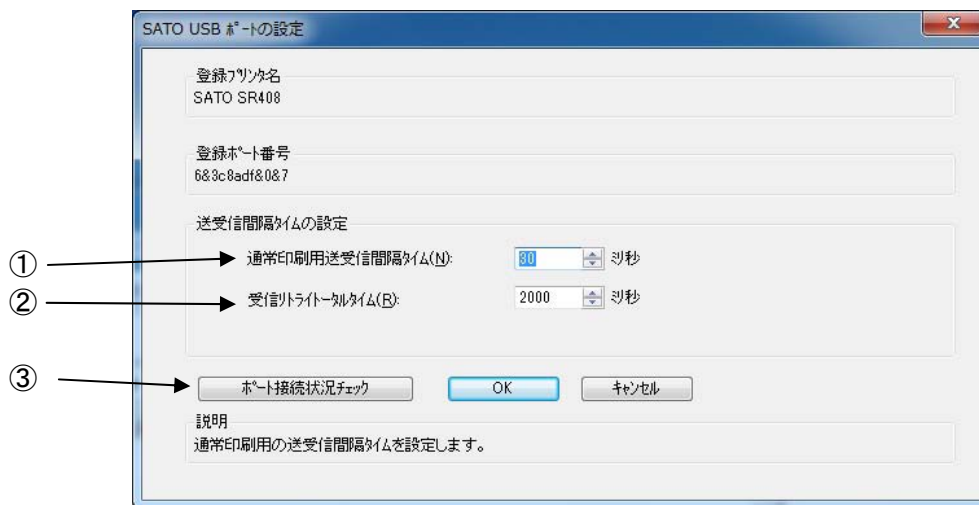 SATO USB ﾎﾟｰﾄの設定
登録ﾌﾟﾘﾝﾀ名
SATO SR408
登録ﾎﾟｰﾄ番号
6&3c8adf&0&7
送受信間隔ﾀｲﾑの設定
① 通常印刷用送受信間隔ﾀｲﾑ(N): 30 ﾐﾘ秒
② 受信ﾘﾄﾗｲﾄｰﾀﾙﾀｲﾑ(R): 2000 ﾐﾘ秒
③ ﾎﾟｰﾄ接続状況ﾁｪｯｸ OK ｷｬﾝｾﾙ
説明
通常印刷用の送受信間隔ﾀｲﾑを設定します。